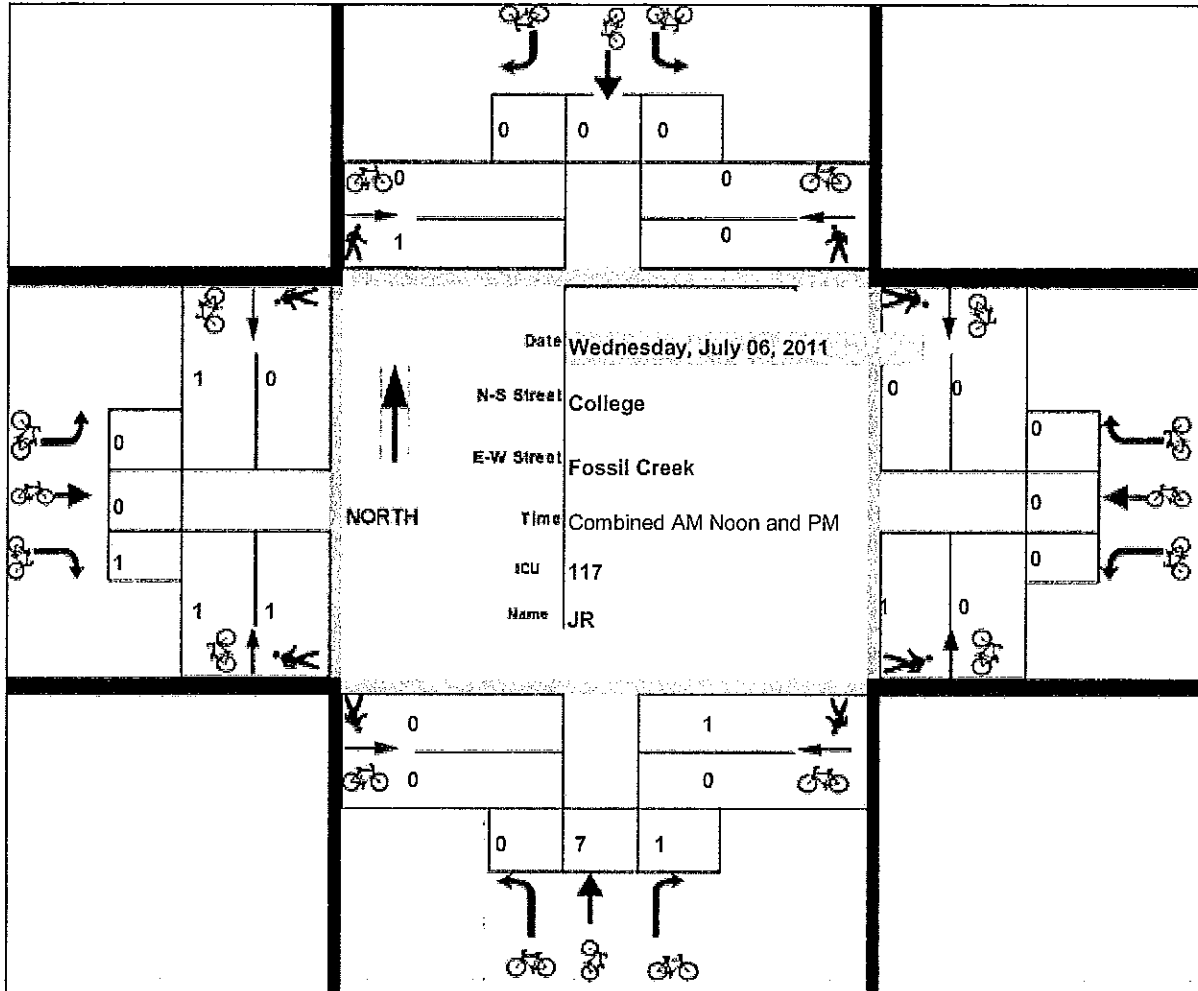 0 0 0
0 0
1 0
Date Wednesday, July 06, 2011
1 0 0 0
N-S Street College
0 0
E-W Street Fossil Creek
0 0
NORTH Time Combined AM Noon and PM
1 0
ICU 117
1 1 1 0
Name JR
0 1
0 0
0 7 1